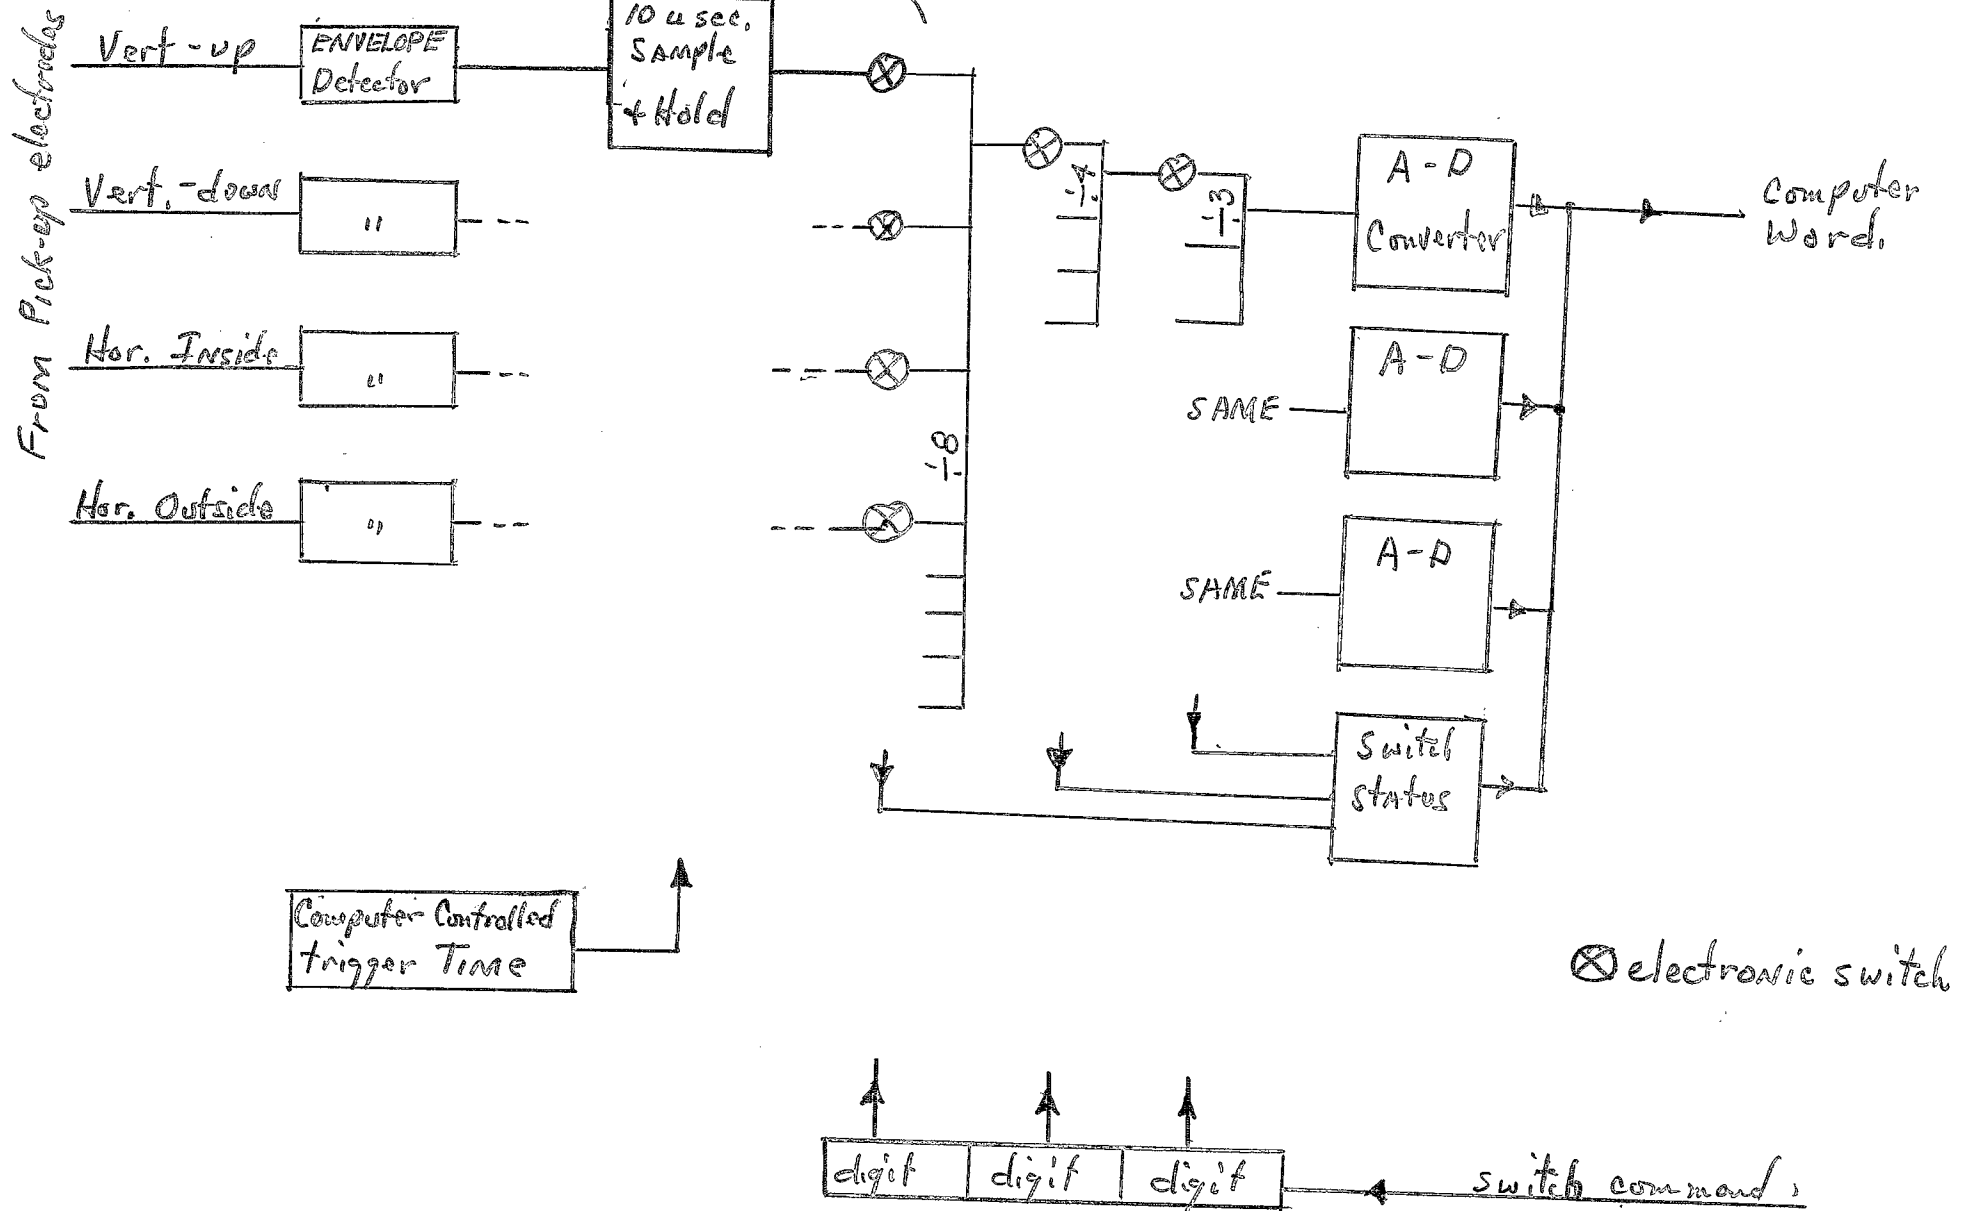 From Pick-up electrodes
Vert-up
ENVELOPE
Detector
10 u sec.
SAMple
+ Hold
Vert.-down
"
Hor. Inside
"
Hor. Outside
"
÷8
÷4
÷3
A-D
Converter
Computer
Word.
SAME
A-D
SAME
A-D
Switch
Status
Computer Controlled
trigger Time
⊗ electronic switch
digit digit digit
switch command.